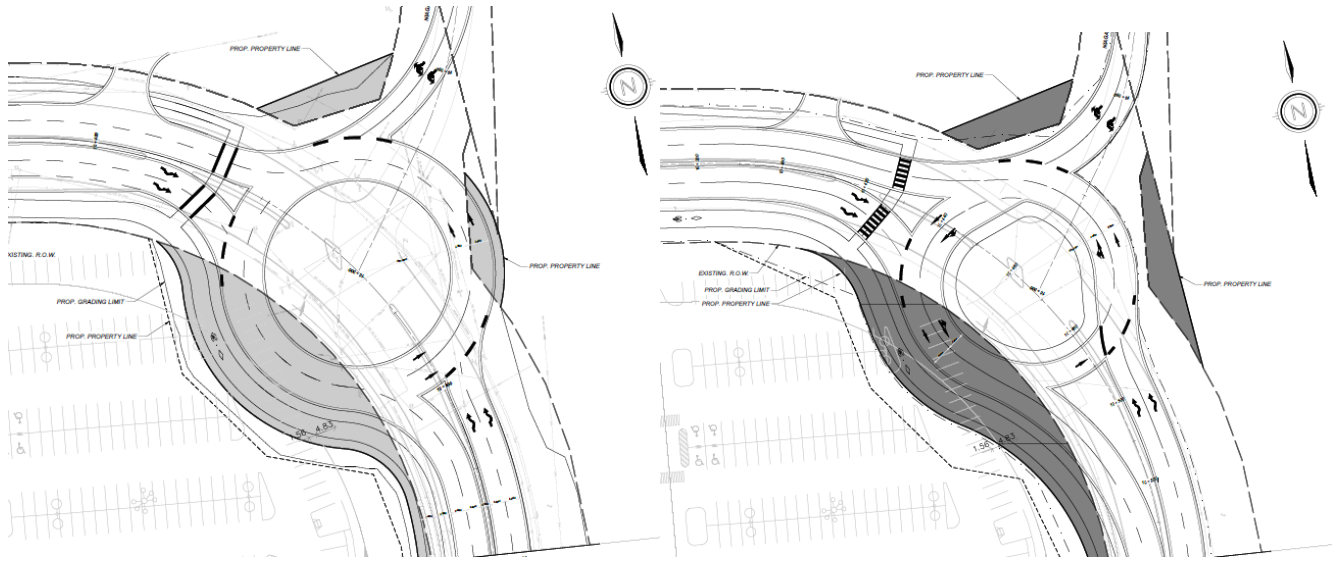 PROP. PROPERTY LINE
N
PROP. PROPERTY LINE
EXISTING. R.O.W.
PROP. GRADING LIMIT
PROP. PROPERTY LINE
1.56 4.83
PROP. PROPERTY LINE
N
EXISTING. R.O.W.
PROP. GRADING LIMIT
PROP. PROPERTY LINE
PROP. PROPERTY LINE
1.56 4.83